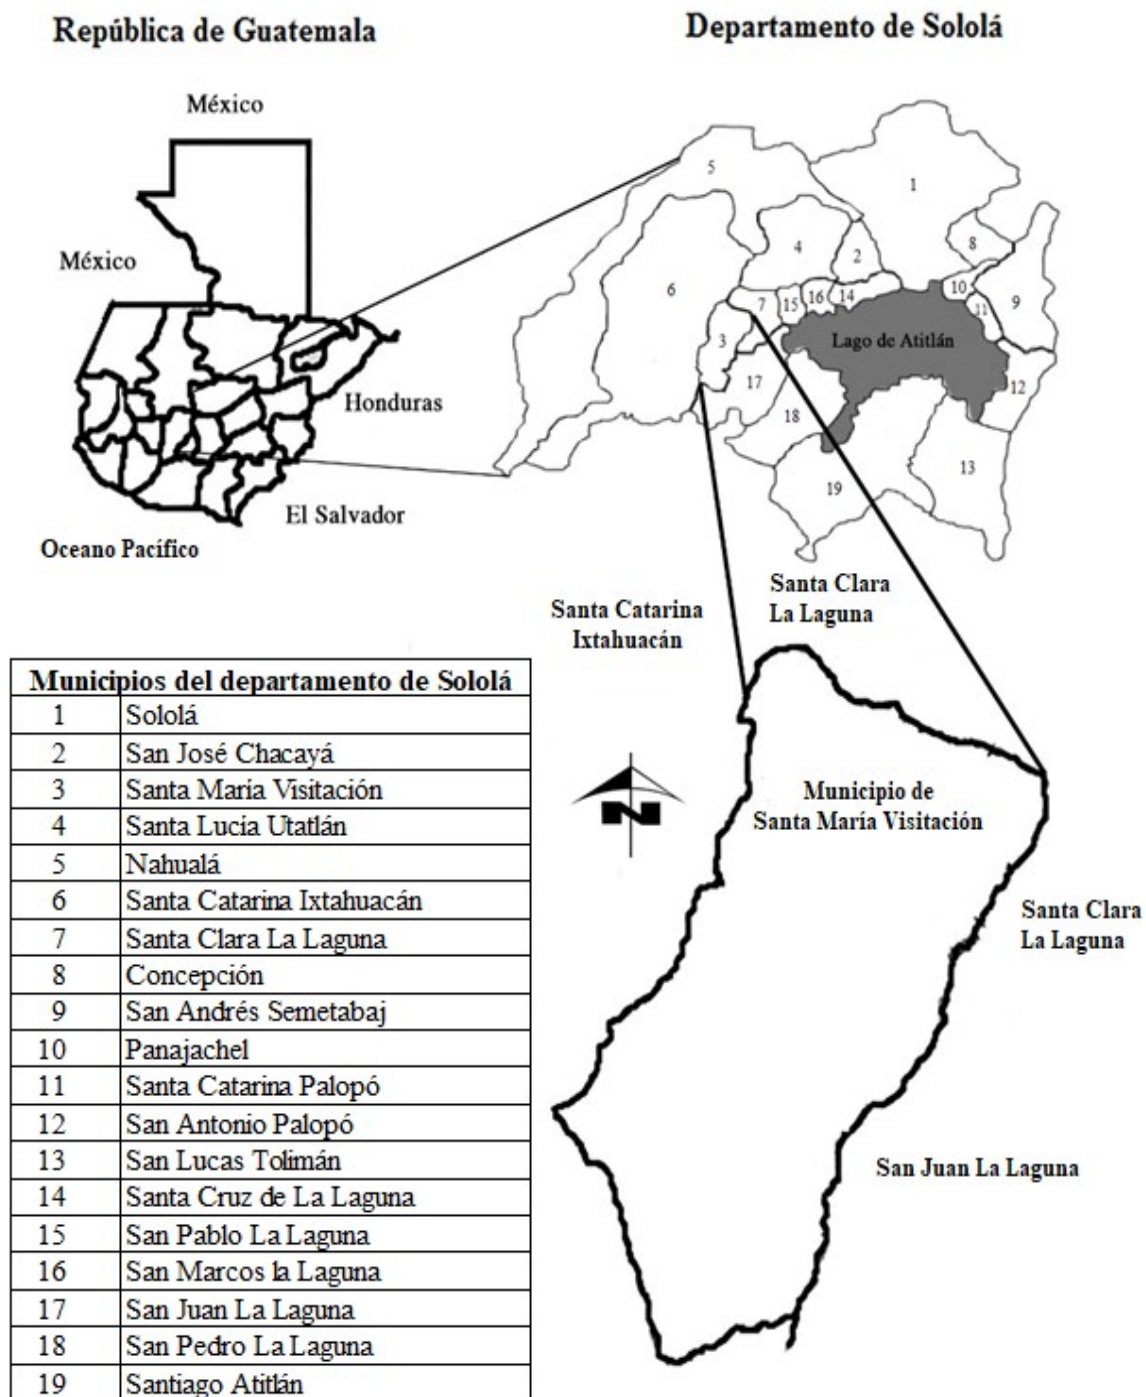 República de Guatemala
Departamento de Sololá
México
México
Honduras
El Salvador
Oceano Pacífico
5
1
4
2
8
6
7
15
16
14
10
11
9
3
Lago de Atitlán
17
12
18
13
19
Santa Catarina
Ixtahuacán
Santa Clara
La Laguna
Municipio de
Santa María Visitación
N
Santa Clara
La Laguna
San Juan La Laguna
Municipios del departamento de Sololá
1 Sololá
2 San José Chacayá
3 Santa María Visitación
4 Santa Lucía Utatlán
5 Nahualá
6 Santa Catarina Ixtahuacán
7 Santa Clara La Laguna
8 Concepción
9 San Andrés Semetabaj
10 Panajachel
11 Santa Catarina Palopó
12 San Antonio Palopó
13 San Lucas Tolimán
14 Santa Cruz de La Laguna
15 San Pablo La Laguna
16 San Marcos la Laguna
17 San Juan La Laguna
18 San Pedro La Laguna
19 Santiago Atitlán